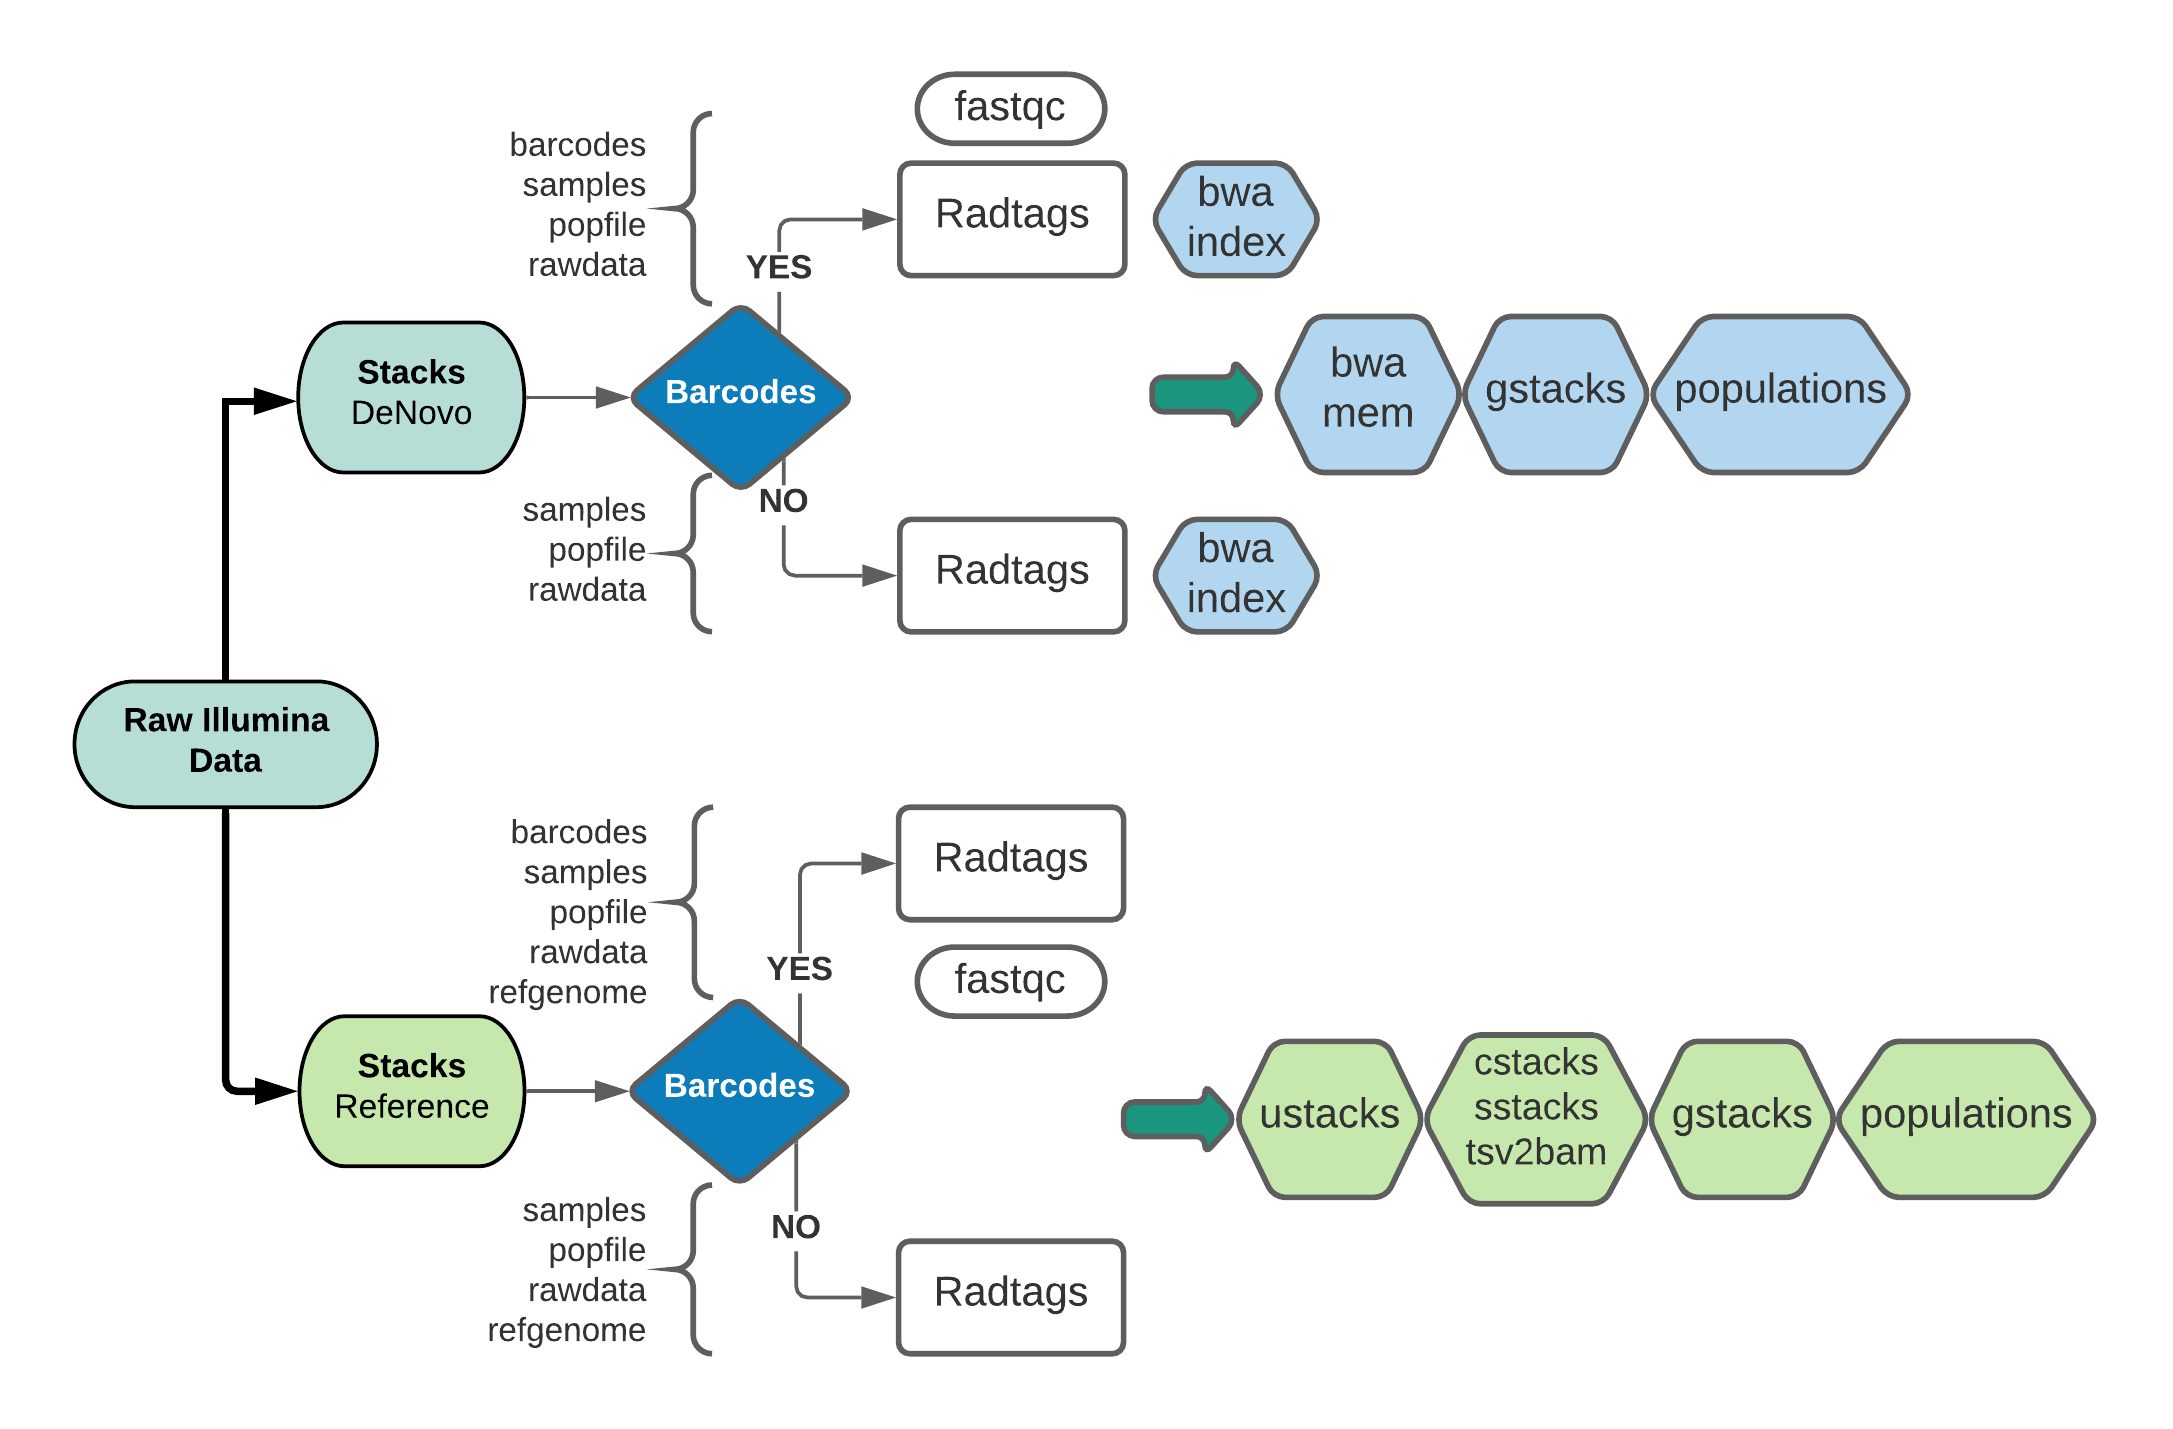 fastqc
barcodes
samples
popfile
rawdata
Radtags
bwa
index
YES
Stacks
DeNovo
Barcodes
bwa
mem
gstacks
populations
NO
samples
popfile
rawdata
Radtags
bwa
index
Raw Illumina
Data
barcodes
samples
popfile
rawdata
refgenome
Radtags
YES
fastqc
Stacks
Reference
Barcodes
ustacks
cstacks
sstacks
tsv2bam
gstacks
populations
NO
samples
popfile
rawdata
refgenome
Radtags